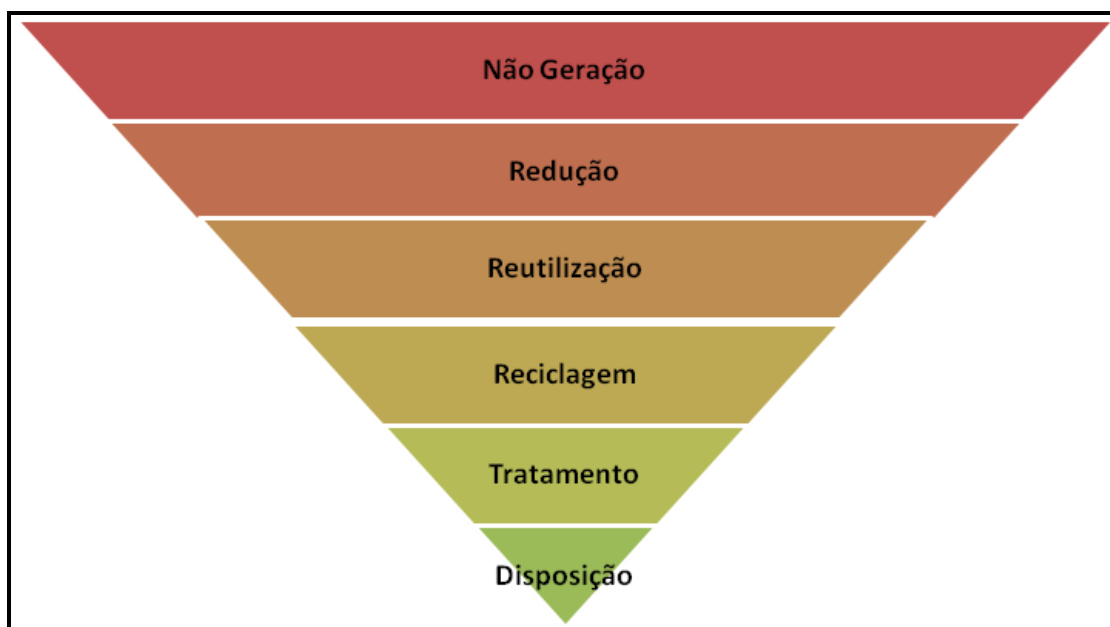 Não Geração
Redução
Reutilização
Reciclagem
Tratamento
Disposição